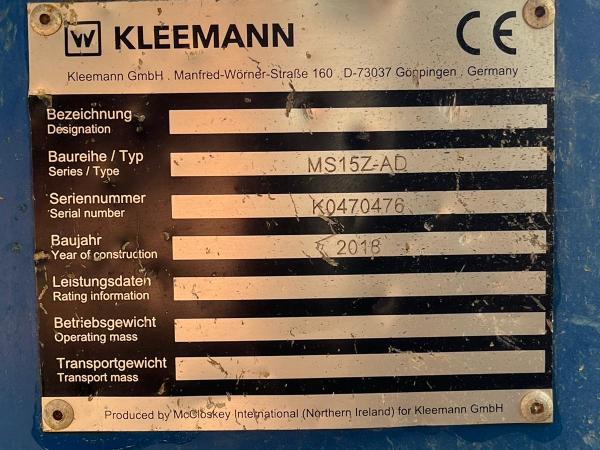 W KLEEMANN CE
Kleemann GmbH . Manfred-Wörner-Straße 160 . D-73037 Göppingen . Germany
Bezeichnung
Designation
Baureihe / Typ MS15Z-AD
Series / Type
Seriennummer K0470476
Serial number
Baujahr 2018
Year of construction
Leistungsdaten
Rating information
Betriebsgewicht
Operating mass
Transportgewicht
Transport mass
Produced by McCloskey International (Northern Ireland) for Kleemann GmbH